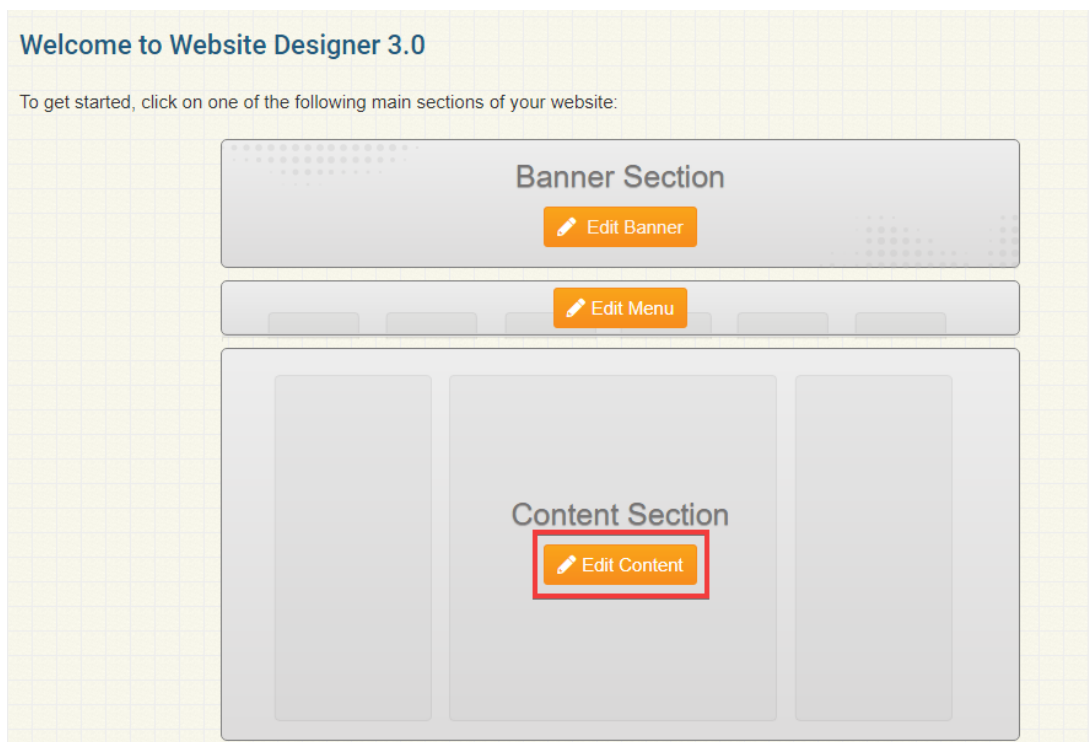 Welcome to Website Designer 3.0
To get started, click on one of the following main sections of your website:
Banner Section
Edit Banner
Edit Menu
Content Section
Edit Content